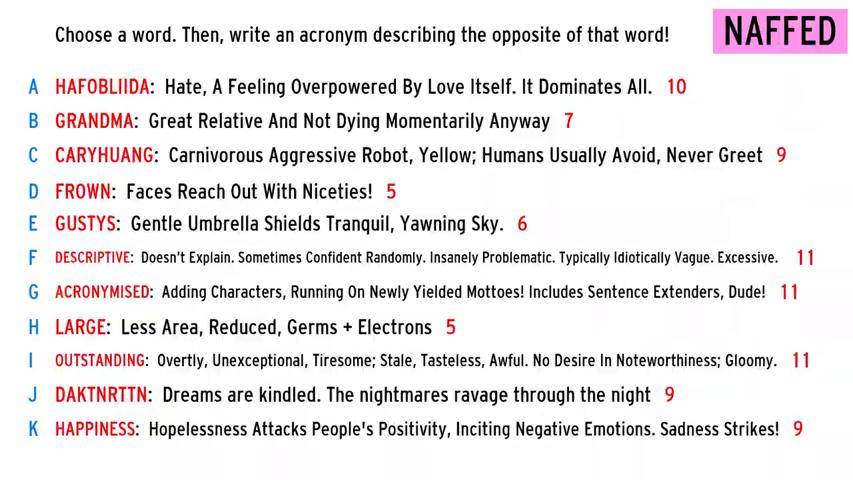 Choose a word. Then, write an acronym describing the opposite of that word!
NAFFED
A HAFOBLIIDA: Hate, A Feeling Overpowered By Love Itself. It Dominates All. 10
B GRANDMA: Great Relative And Not Dying Momentarily Anyway 7
C CARYHUANG: Carnivorous Aggressive Robot, Yellow; Humans Usually Avoid, Never Greet 9
D FROWN: Faces Reach Out With Niceties! 5
E GUSTYS: Gentle Umbrella Shields Tranquil, Yawning Sky. 6
F DESCRIPTIVE: Doesn't Explain. Sometimes Confident Randomly. Insanely Problematic. Typically Idiotically Vague. Excessive. 11
G ACRONYMISED: Adding Characters, Running On Newly Yielded Mottoes! Includes Sentence Extenders, Dude! 11
H LARGE: Less Area, Reduced, Germs + Electrons 5
I OUTSTANDING: Overtly, Unexceptional, Tiresome; Stale, Tasteless, Awful. No Desire In Noteworthiness; Gloomy. 11
J DAKTNRTTN: Dreams are kindled. The nightmares ravage through the night 9
K HAPPINESS: Hopelessness Attacks People's Positivity, Inciting Negative Emotions. Sadness Strikes! 9